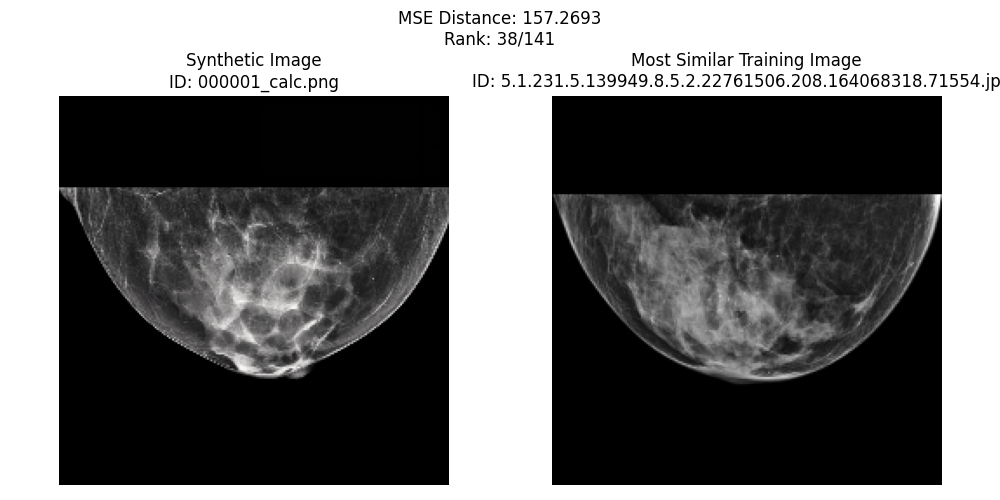 MSE Distance: 157.2693
Rank: 38/141
Synthetic Image
ID: 000001_calc.png
Most Similar Training Image
ID: 5.1.231.5.139949.8.5.2.22761506.208.164068318.71554.jp